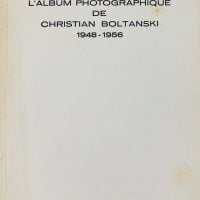 L'ALBUM PHOTOGRAPHIQUE
DE
CHRISTIAN BOLTANSKI
1948-1956